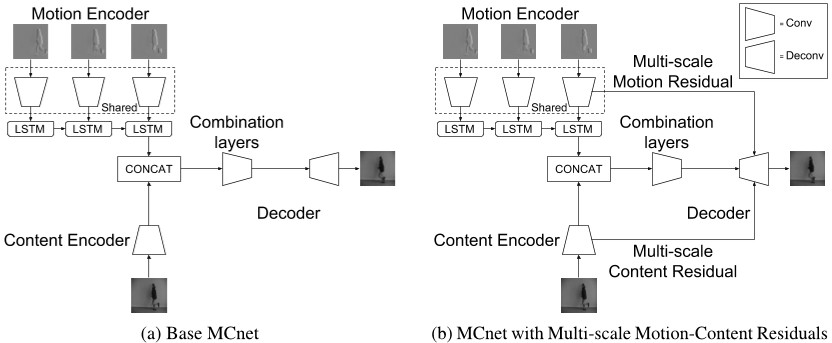 Motion Encoder
Shared
LSTM LSTM LSTM
Combination
layers
CONCAT
Decoder
Content Encoder
(a) Base MCnet
Motion Encoder
= Conv
= Deconv
Multi-scale
Motion Residual
Shared
LSTM LSTM LSTM
Combination
layers
CONCAT
Decoder
Content Encoder
Multi-scale
Content Residual
(b) MCnet with Multi-scale Motion-Content Residuals